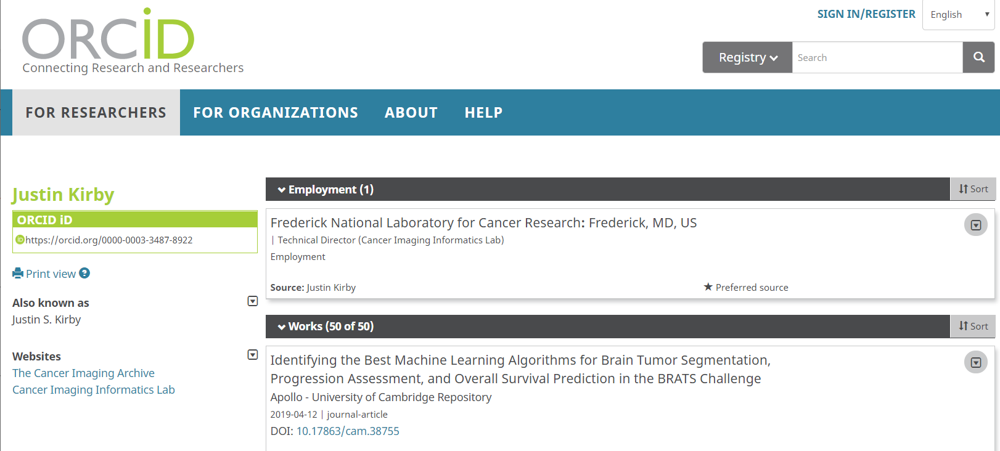 ORCiD
Connecting Research and Researchers
SIGN IN/REGISTER
English
Registry
Search
FOR RESEARCHERS
FOR ORGANIZATIONS
ABOUT
HELP
Justin Kirby
ORCID iD
iD https://orcid.org/0000-0003-3487-8922
Print view ?
Also known as
Justin S. Kirby
Websites
The Cancer Imaging Archive
Cancer Imaging Informatics Lab
Employment (1)
Sort
Frederick National Laboratory for Cancer Research: Frederick, MD, US
| Technical Director (Cancer Imaging Informatics Lab)
Employment
Source: Justin Kirby
★ Preferred source
Works (50 of 50)
Sort
Identifying the Best Machine Learning Algorithms for Brain Tumor Segmentation,
Progression Assessment, and Overall Survival Prediction in the BRATS Challenge
Apollo - University of Cambridge Repository
2019-04-12 | journal-article
DOI: 10.17863/cam.38755